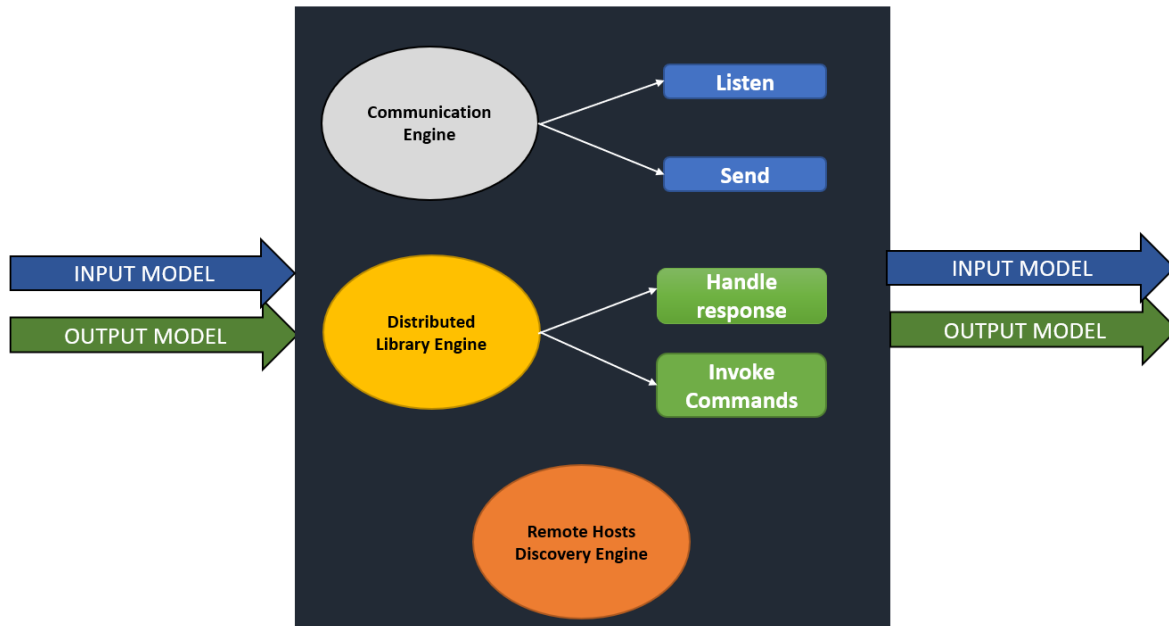 Communication
Engine
Listen
Send
INPUT MODEL
OUTPUT MODEL
Distributed
Library Engine
Handle
response
Invoke
Commands
INPUT MODEL
OUTPUT MODEL
Remote Hosts
Discovery Engine